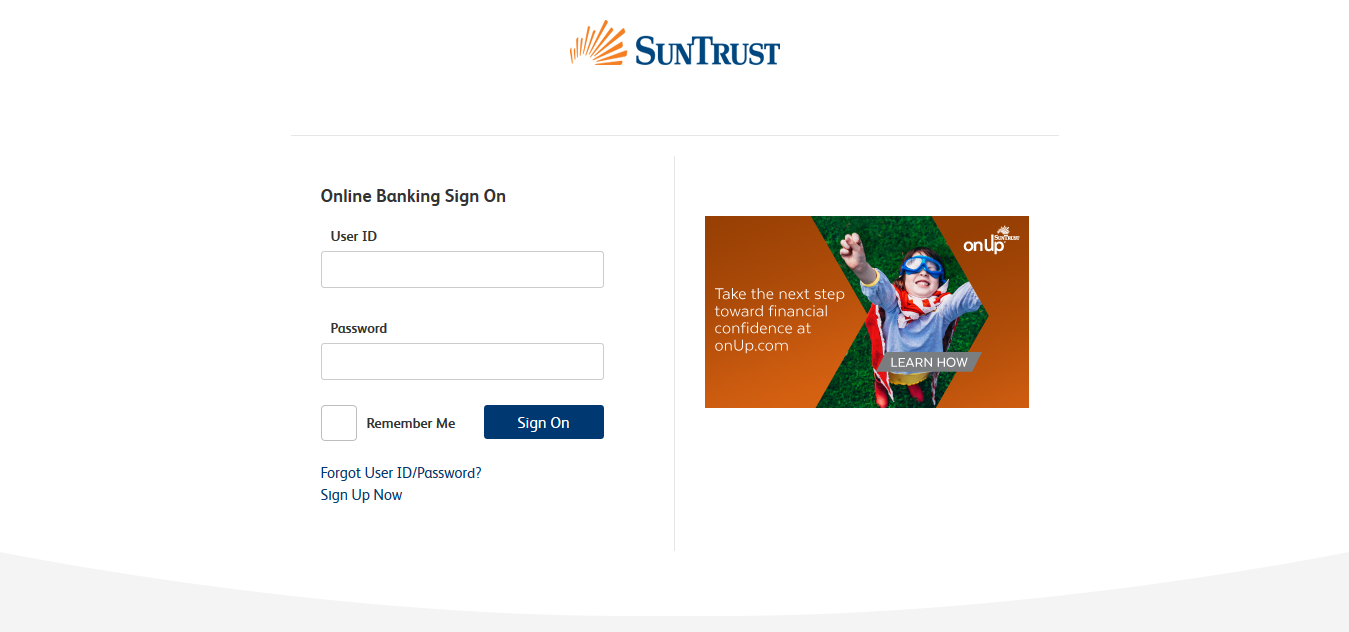 SUNTRUST
Online Banking Sign On
User ID
Password
Remember Me
Sign On
Forgot User ID/Password?
Sign Up Now
SUNTRUST
onUp
Take the next step
toward financial
confidence at
onUp.com
LEARN HOW